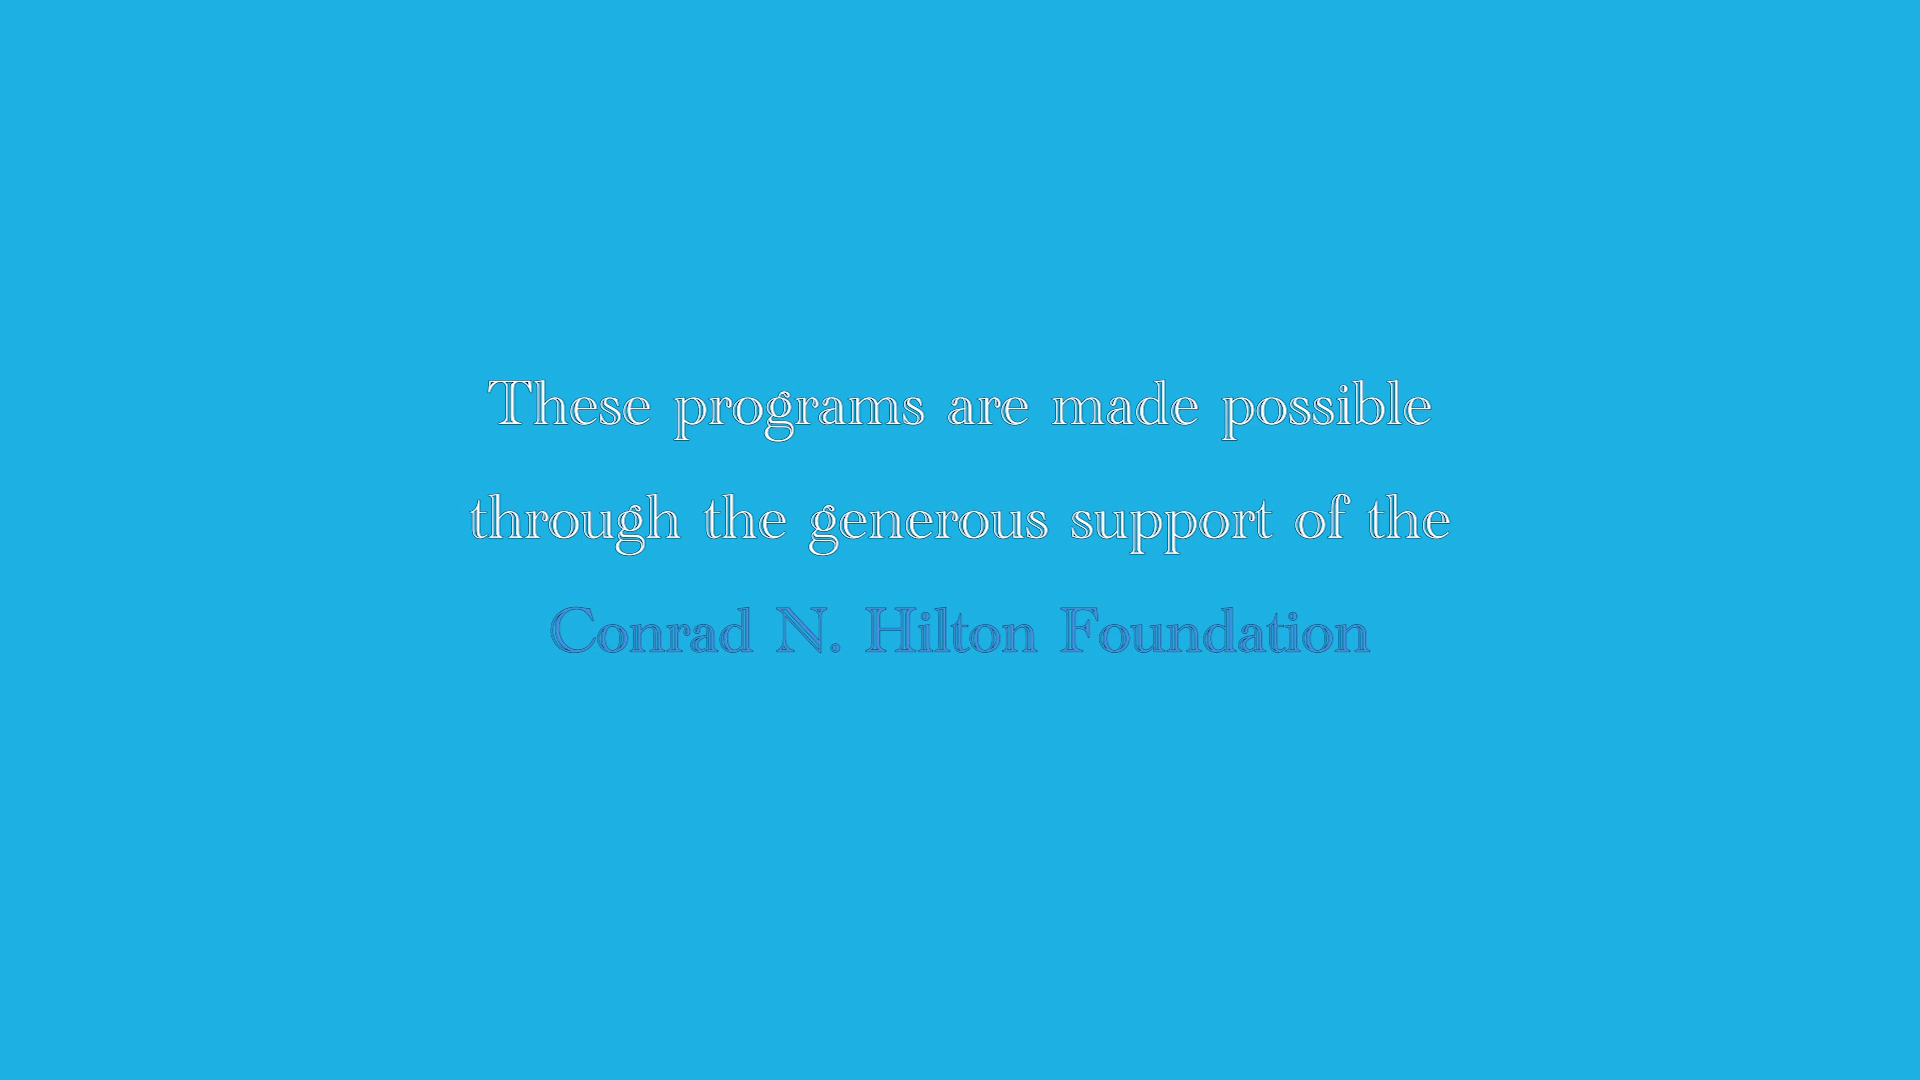 These programs are made possible
through the generous support of the
Conrad N. Hilton Foundation